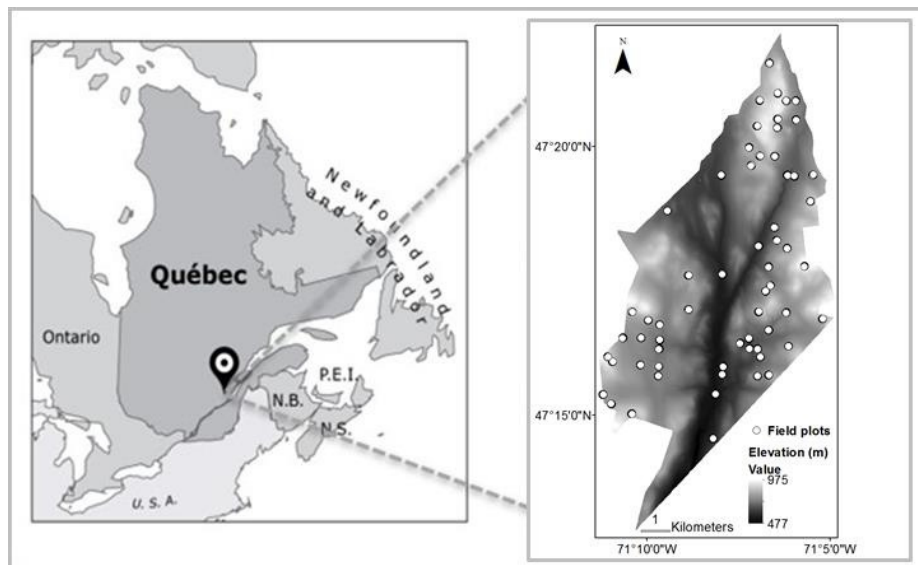 Newfoundland
and Labrador
Québec
Ontario
P.E.I.
N.B.
N.S.
U.S.A.
N
47°20'0"N
47°15'0"N
Field plots
Elevation (m)
Value
975
477
1
Kilometers
71°10'0"W
71°5'0"W